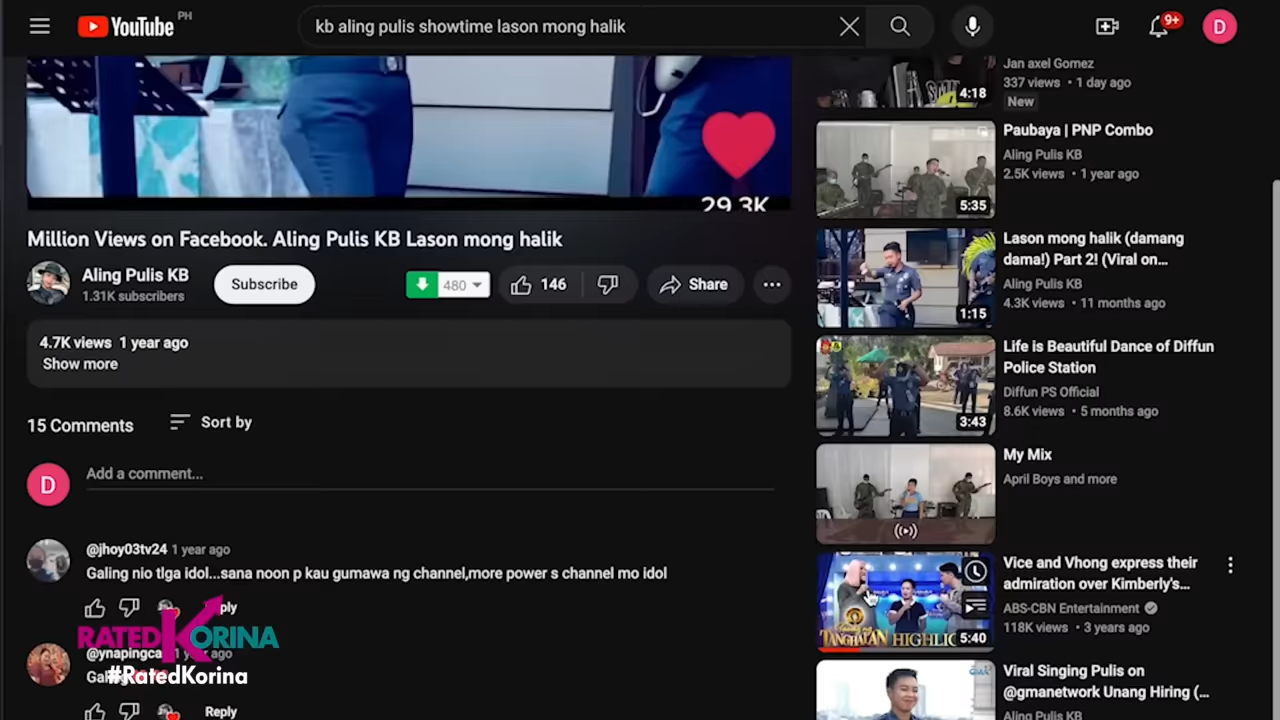 YouTube PH
kb aling pulis showtime lason mong halik
9+
D
29.3K
Million Views on Facebook. Aling Pulis KB Lason mong halik
Aling Pulis KB
1.31K subscribers
Subscribe
480
146
Share
4.7K views 1 year ago
Show more
15 Comments
Sort by
D
Add a comment...
@jhoy03tv24 1 year ago
Galing nio tlga idol...sana noon p kau gumawa ng channel,more power s channel mo idol
RATED KORINA
#RatedKorina
Reply
Jan axel Gomez
337 views • 1 day ago
New
4:18
Paubaya | PNP Combo
Aling Pulis KB
2.5K views • 1 year ago
5:35
Lason mong halik (damang
dama!) Part 2! (Viral on...
Aling Pulis KB
4.3K views • 11 months ago
1:15
Life is Beautiful Dance of Diffun
Police Station
Diffun PS Official
8.6K views • 5 months ago
3:43
My Mix
April Boys and more
Vice and Vhong express their
admiration over Kimberly's...
ABS-CBN Entertainment
118K views • 3 years ago
TANGHALAN HIGHLIG
5:40
Viral Singing Pulis on
@gmanetwork Unang Hiring (...
Aling Pulis KB